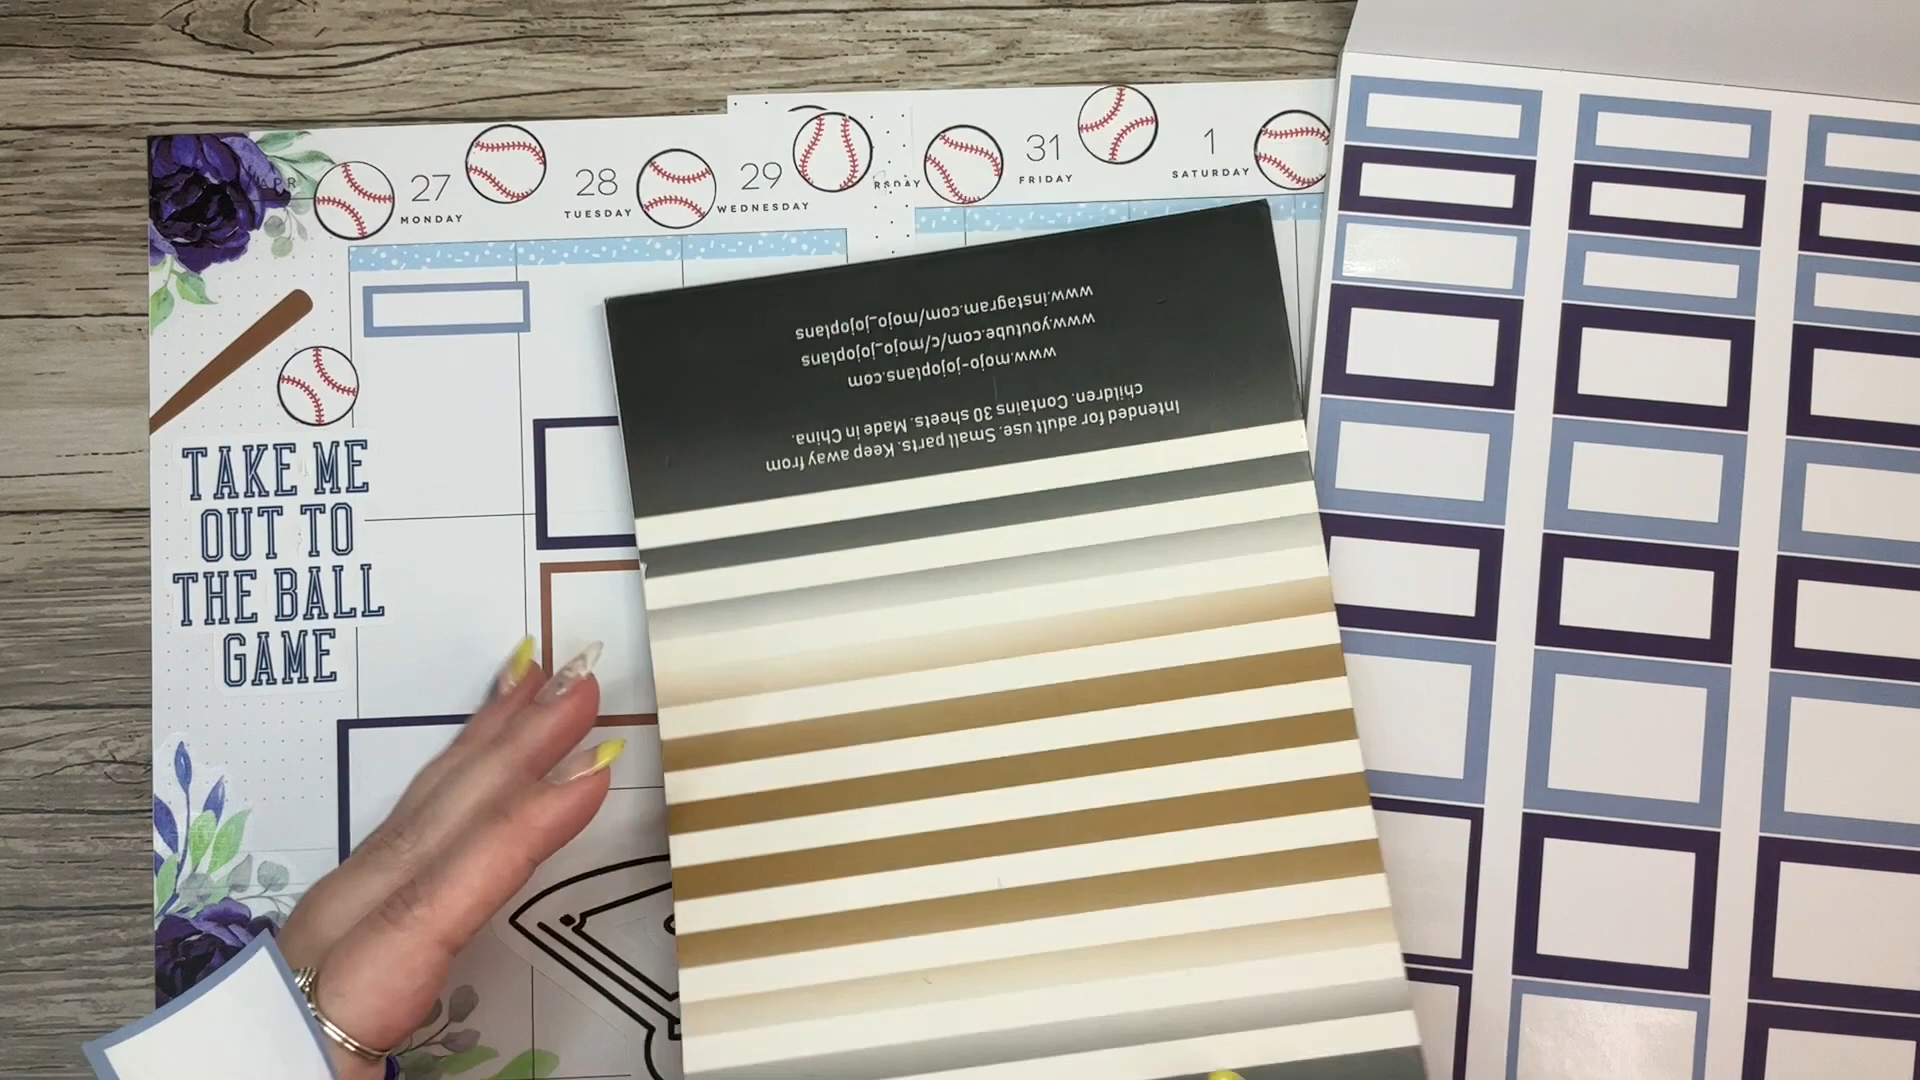 APR
27
MONDAY
28
TUESDAY
29
WEDNESDAY
RSDAY
31
FRIDAY
1
SATURDAY
TAKE ME
OUT TO
THE BALL
GAME
Intended for adult use. Small parts. Keep away from
children. Contains 30 sheets. Made in China.
www.mojo-jojoplans.com
www.youtube.com/c/mojo_jojoplans
www.instagram.com/mojo_jojoplans